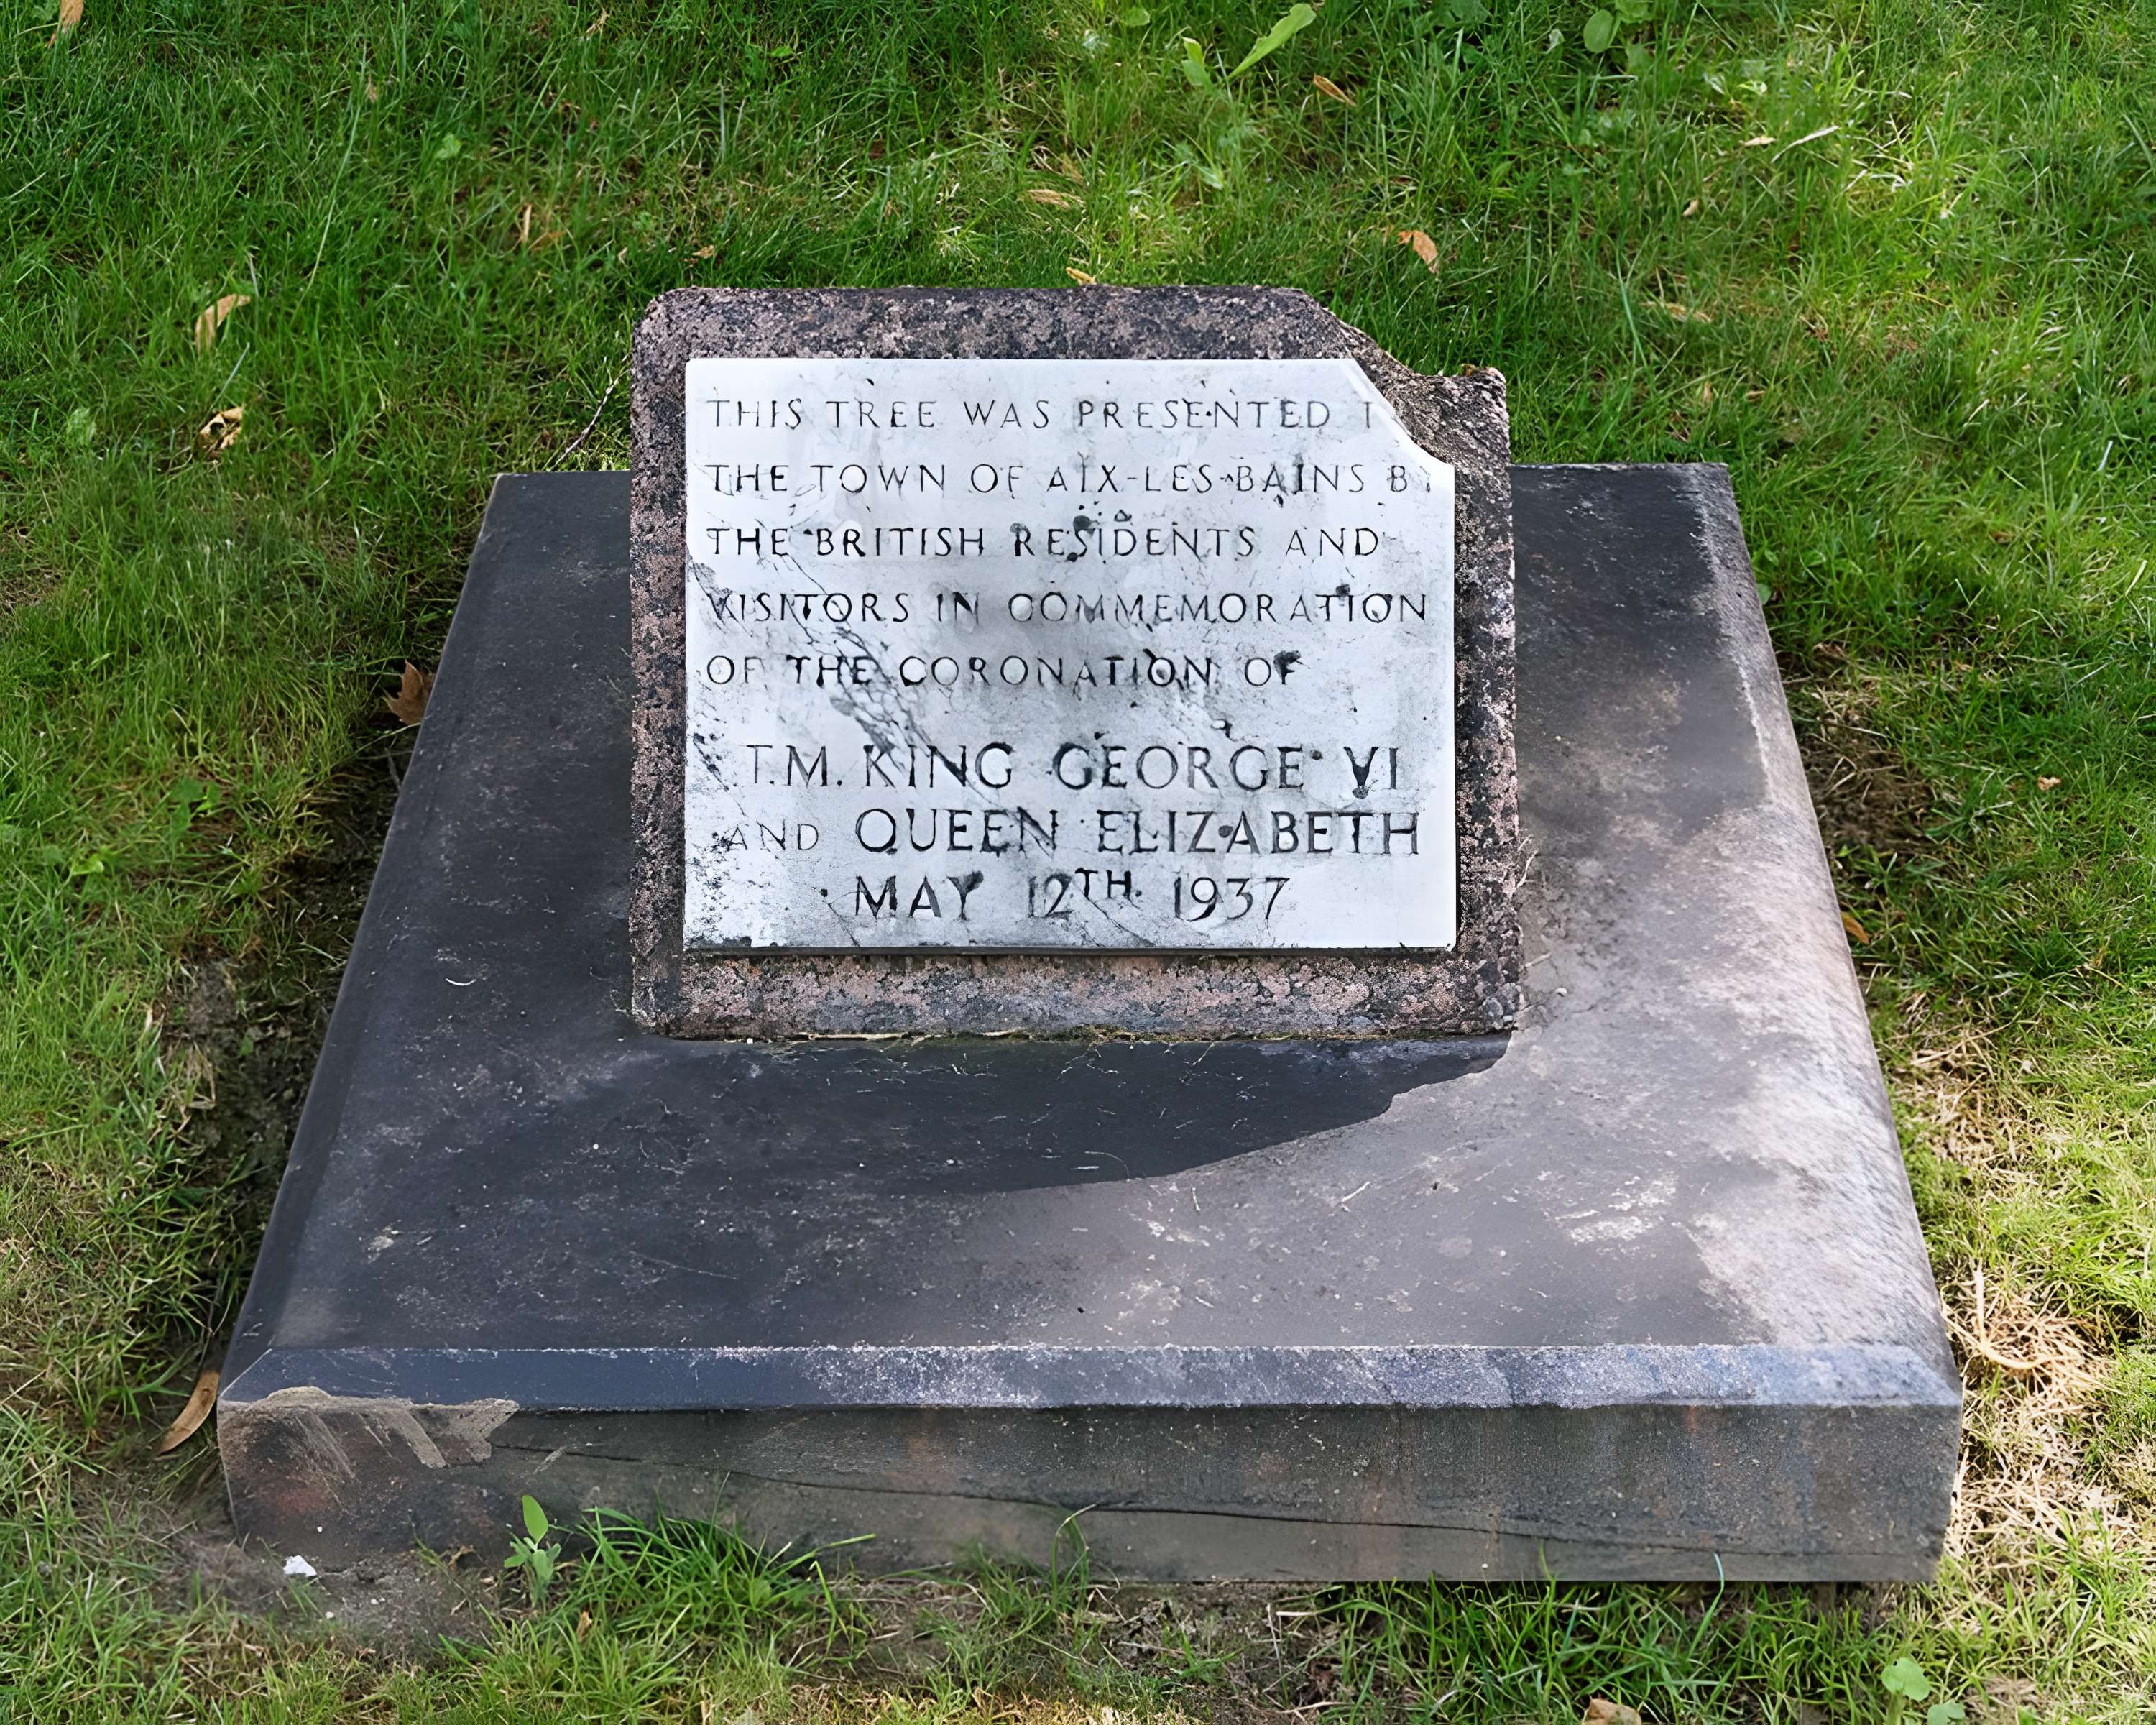 THIS TREE WAS PRESENTED T
THE TOWN OF AIX-LES-BAINS BY
THE BRITISH RESIDENTS AND
VISITORS IN COMMEMORATION
OF THE CORONATION OF
T.M. KING GEORGE VI
AND QUEEN ELIZABETH
MAY 12TH. 1937